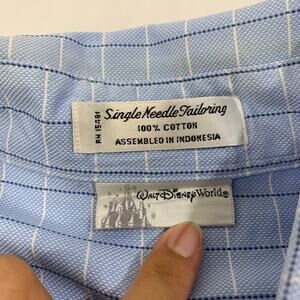 Single Needle Tailoring
100% COTTON
ASSEMBLED IN INDONESIA
RN 15481
Walt Disney World®